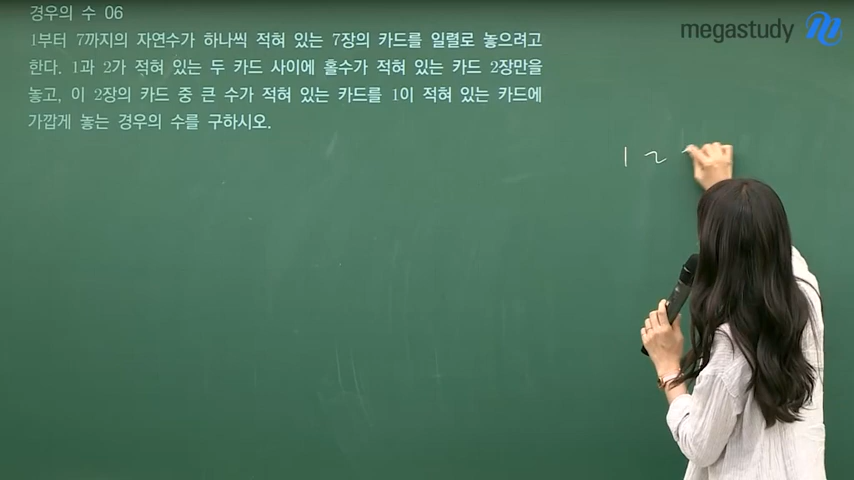 경우의 수 06
megastudy
1부터 7까지의 자연수가 하나씩 적혀 있는 7장의 카드를 일렬로 놓으려고
한다. 1과 2가 적혀 있는 두 카드 사이에 홀수가 적혀 있는 카드 2장만을
놓고, 이 2장의 카드 중 큰 수가 적혀 있는 카드를 1이 적혀 있는 카드에
가깝게 놓는 경우의 수를 구하시오.
1 2